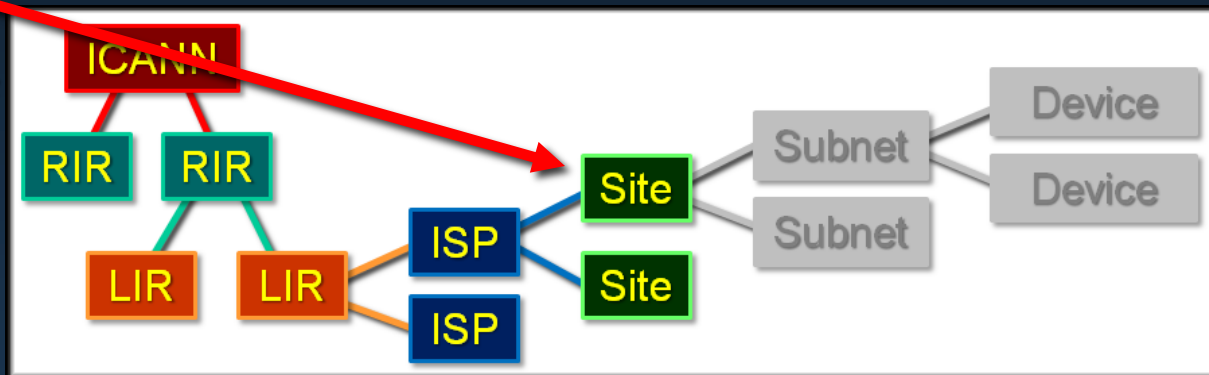 ICANN
RIR
RIR
LIR
LIR
ISP
ISP
Site
Site
Subnet
Subnet
Device
Device